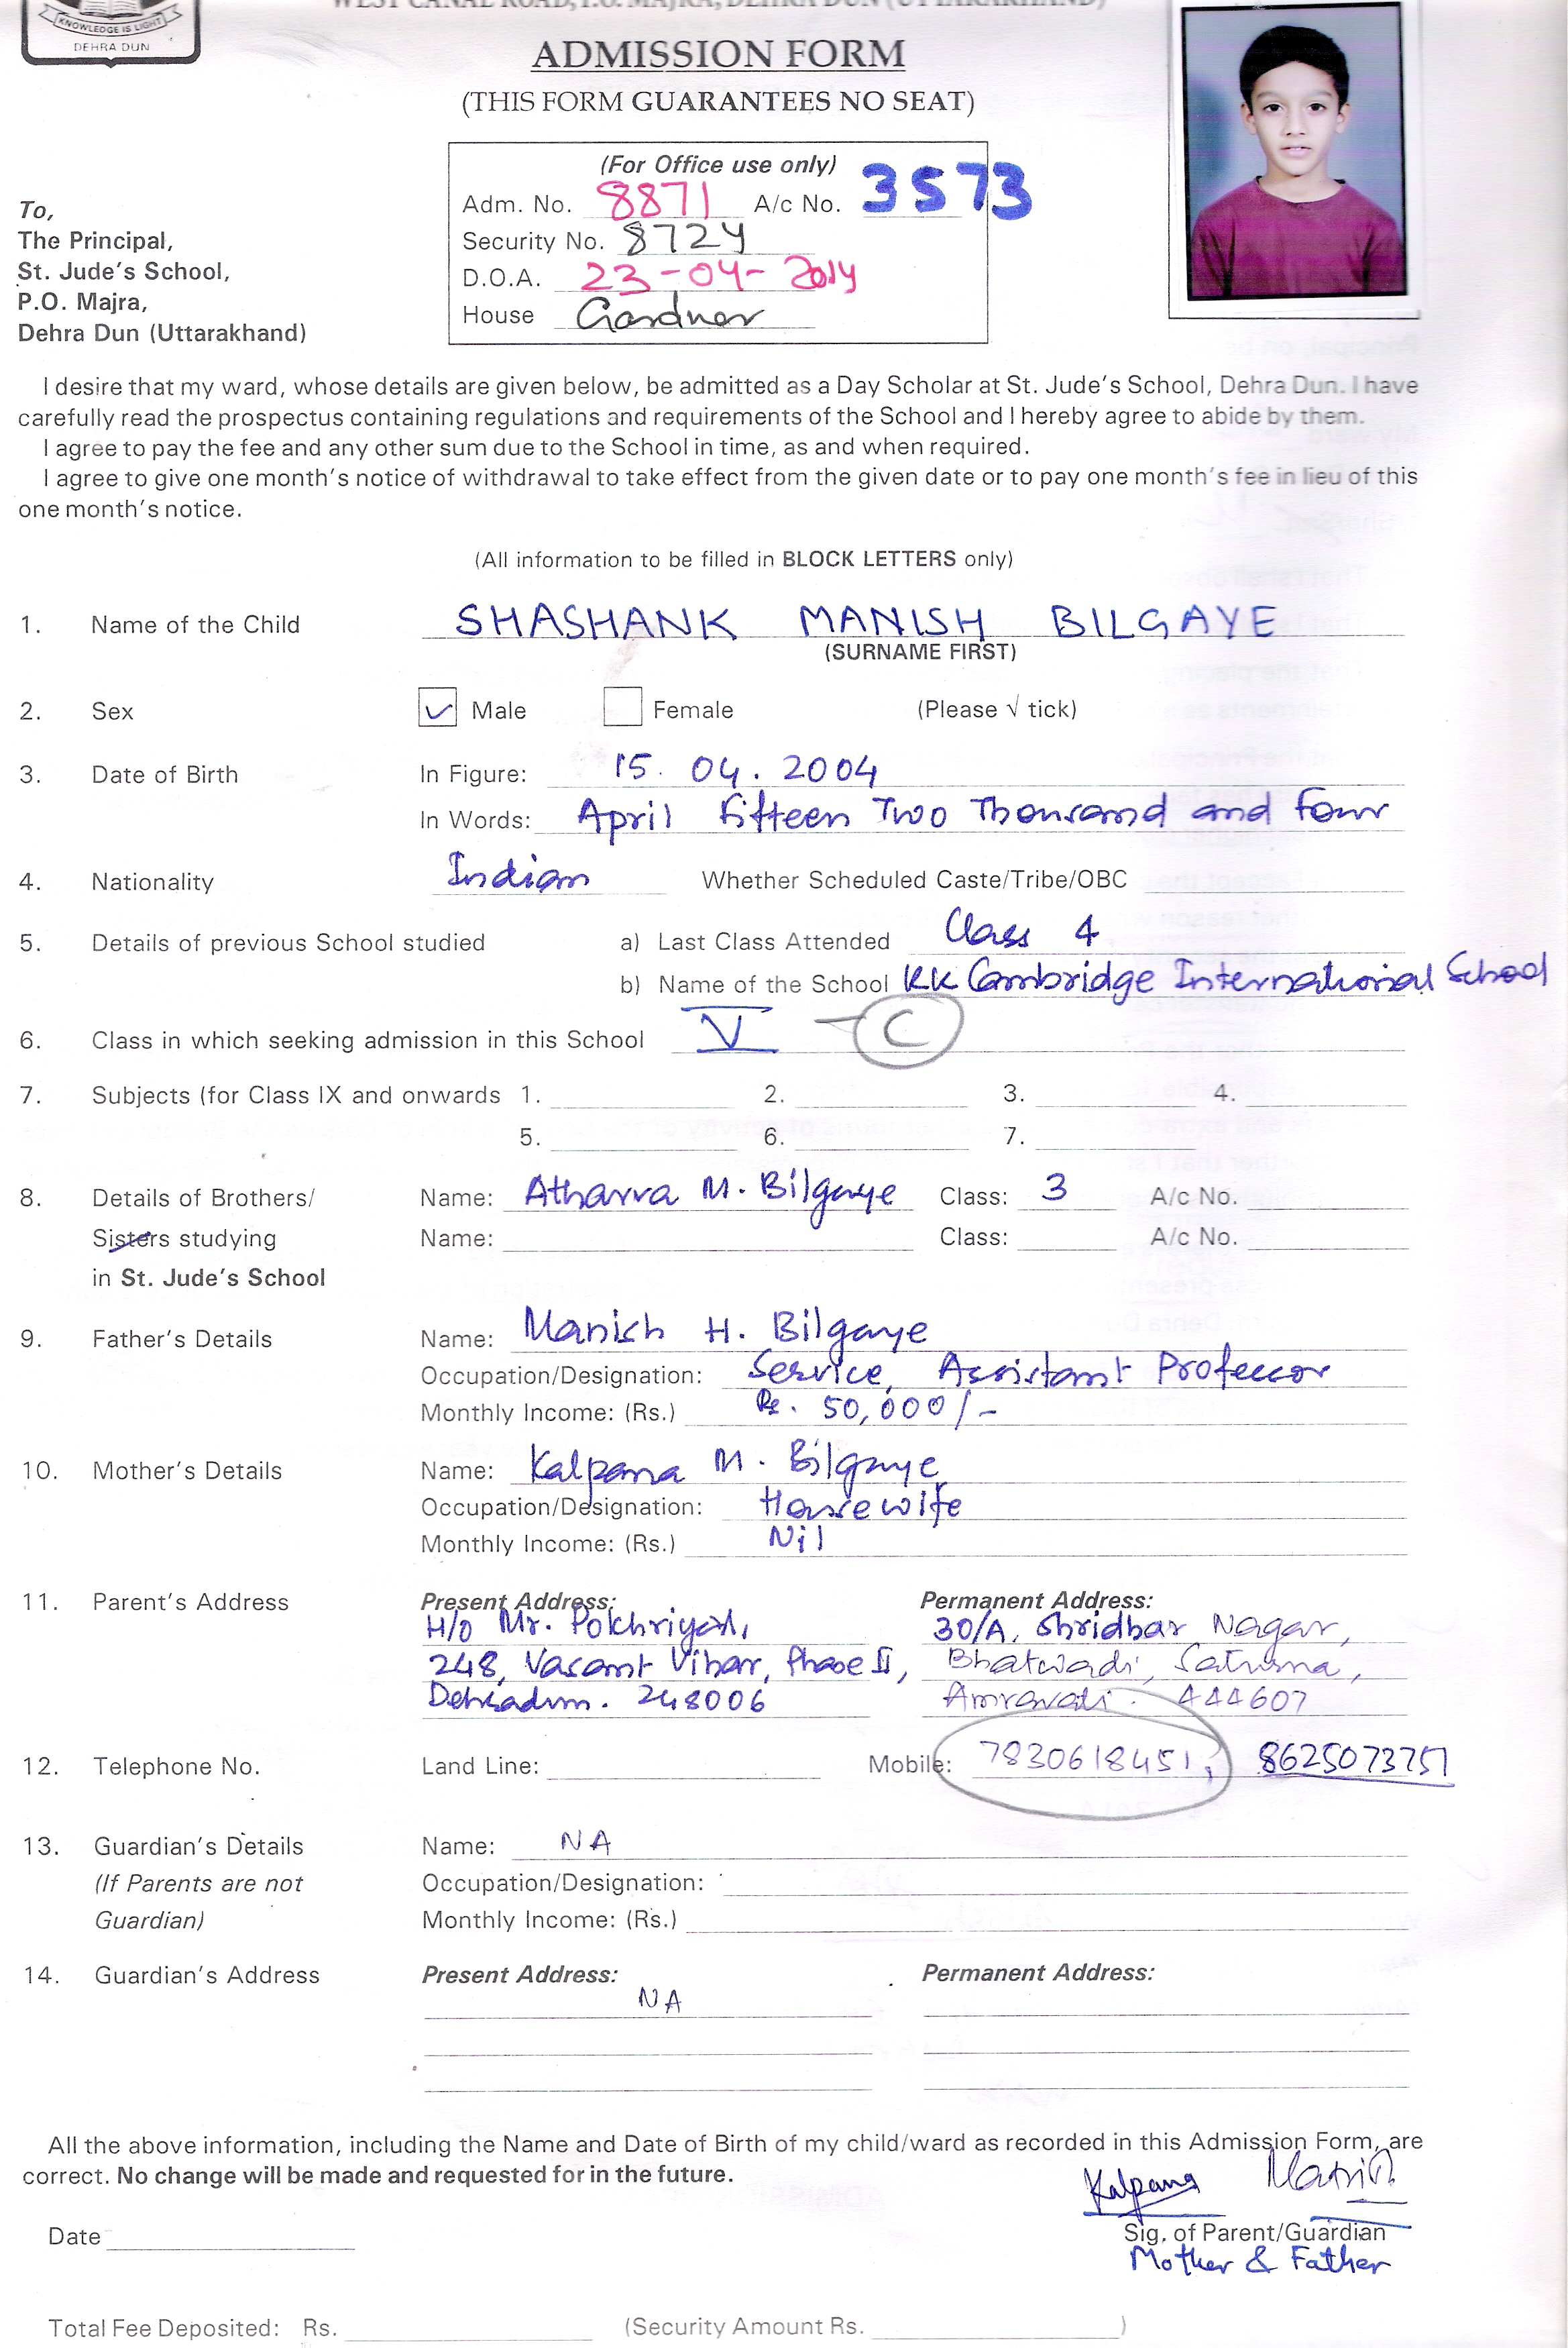 WEST CANAL ROAD, P.O. MAJRA, DEHRA DUN (UTTARAKHAND)
KNOWLEDGE IS LIGHT
DEHRA DUN
ADMISSION FORM
(THIS FORM GUARANTEES NO SEAT)
(For Office use only)
Adm. No. 8871 A/c No. 3573
Security No. 8724
D.O.A. 23-04-2014
House Gardner
To,
The Principal,
St. Jude's School,
P.O. Majra,
Dehra Dun (Uttarakhand)
I desire that my ward, whose details are given below, be admitted as a Day Scholar at St. Jude's School, Dehra Dun. I have
carefully read the prospectus containing regulations and requirements of the School and I hereby agree to abide by them.
I agree to pay the fee and any other sum due to the School in time, as and when required.
I agree to give one month's notice of withdrawal to take effect from the given date or to pay one month's fee in lieu of this
one month's notice.
(All information to be filled in BLOCK LETTERS only)
1. Name of the Child SHASHANK MANISH BILGAYE
(SURNAME FIRST)
2. Sex ✓ Male Female (Please √ tick)
3. Date of Birth In Figure: 15.04.2004
In Words: April Fifteen Two Thousand and Four
4. Nationality Indian Whether Scheduled Caste/Tribe/OBC
5. Details of previous School studied a) Last Class Attended Class 4
b) Name of the School KK Cambridge International School
6. Class in which seeking admission in this School V - C
7. Subjects (for Class IX and onwards 1. 2. 3. 4.
5. 6. 7.
8. Details of Brothers/ Name: Atharva M. Bilgaye Class: 3 A/c No.
Sisters studying Name: Class: A/c No.
in St. Jude's School
9. Father's Details Name: Manish H. Bilgaye
Occupation/Designation: Service, Assistant Professor
Monthly Income: (Rs.) Rs. 50,000/-
10. Mother's Details Name: Kalpana M. Bilgaye
Occupation/Designation: Housewife
Monthly Income: (Rs.) Nil
11. Parent's Address Present Address: Permanent Address:
H/O Mr. Pokhriyal, 30/A, Shridhar Nagar,
248, Vasant Vihar, Phase II, Bhatwadi, Saturna,
Dehradun. 248006 Amravati. 444607
12. Telephone No. Land Line: Mobile: 7830618451, 8625073751
13. Guardian's Details Name: NA
(If Parents are not Occupation/Designation:
Guardian) Monthly Income: (Rs.)
14. Guardian's Address Present Address: Permanent Address:
NA
All the above information, including the Name and Date of Birth of my child/ward as recorded in this Admission Form, are
correct. No change will be made and requested for in the future.
Kalpana Manish
Date Sig. of Parent/Guardian
Mother & Father
Total Fee Deposited: Rs. (Security Amount Rs. )